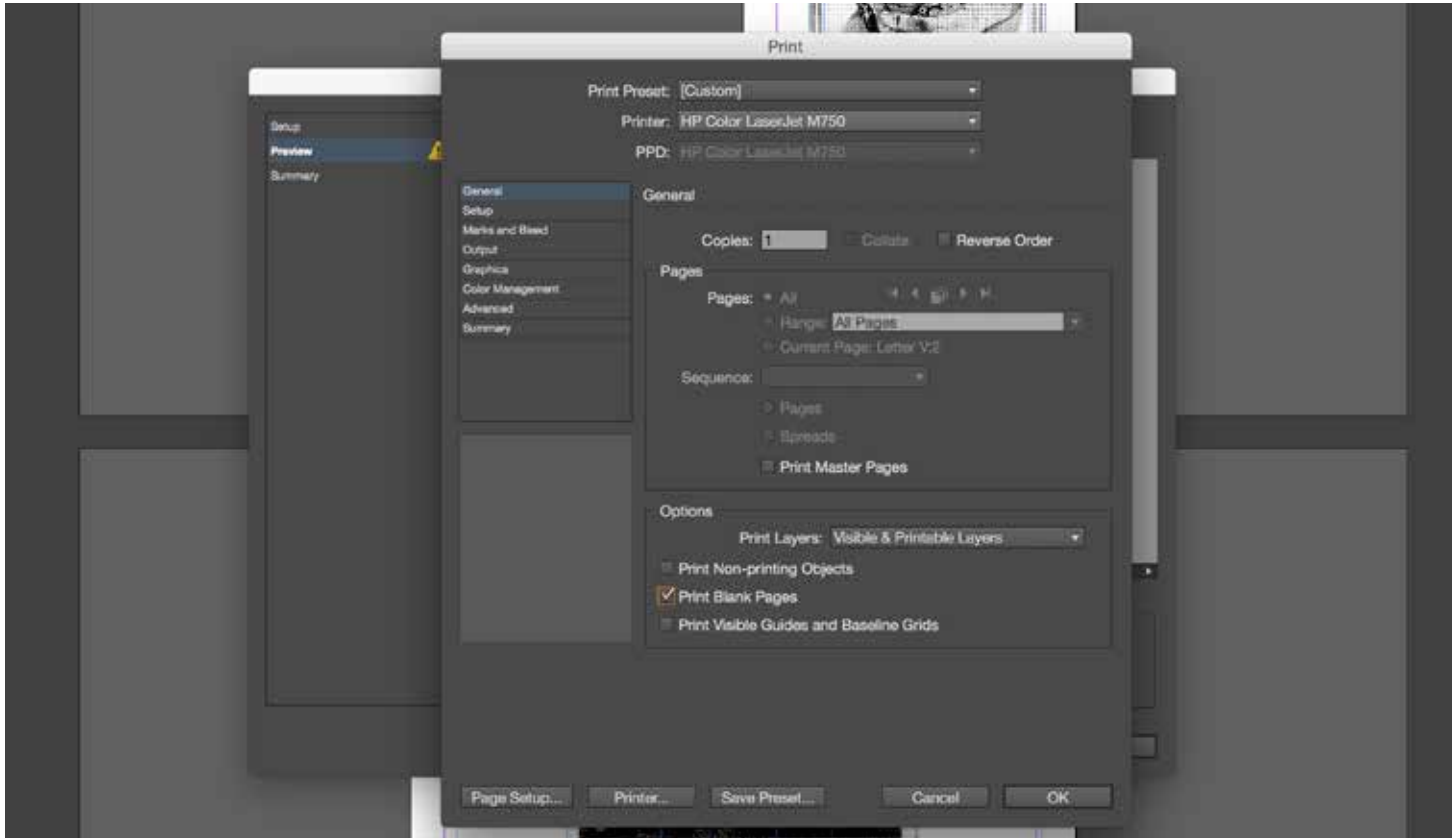 Print
Print Preset: [Custom]
Printer: HP Color LaserJet M750
PPD: HP Color LaserJet M750
Setup
Preview
Summary
General
Setup
Marks and Bleed
Output
Graphics
Color Management
Advanced
Summary
General
Copies: 1 Collate Reverse Order
Pages
Pages: All
Range: All Pages
Current Page: Letter V:2
Sequence:
Pages
Spreads
Print Master Pages
Options
Print Layers: Visible & Printable Layers
Print Non-printing Objects
Print Blank Pages
Print Visible Guides and Baseline Grids
Page Setup... Printer... Save Preset... Cancel OK